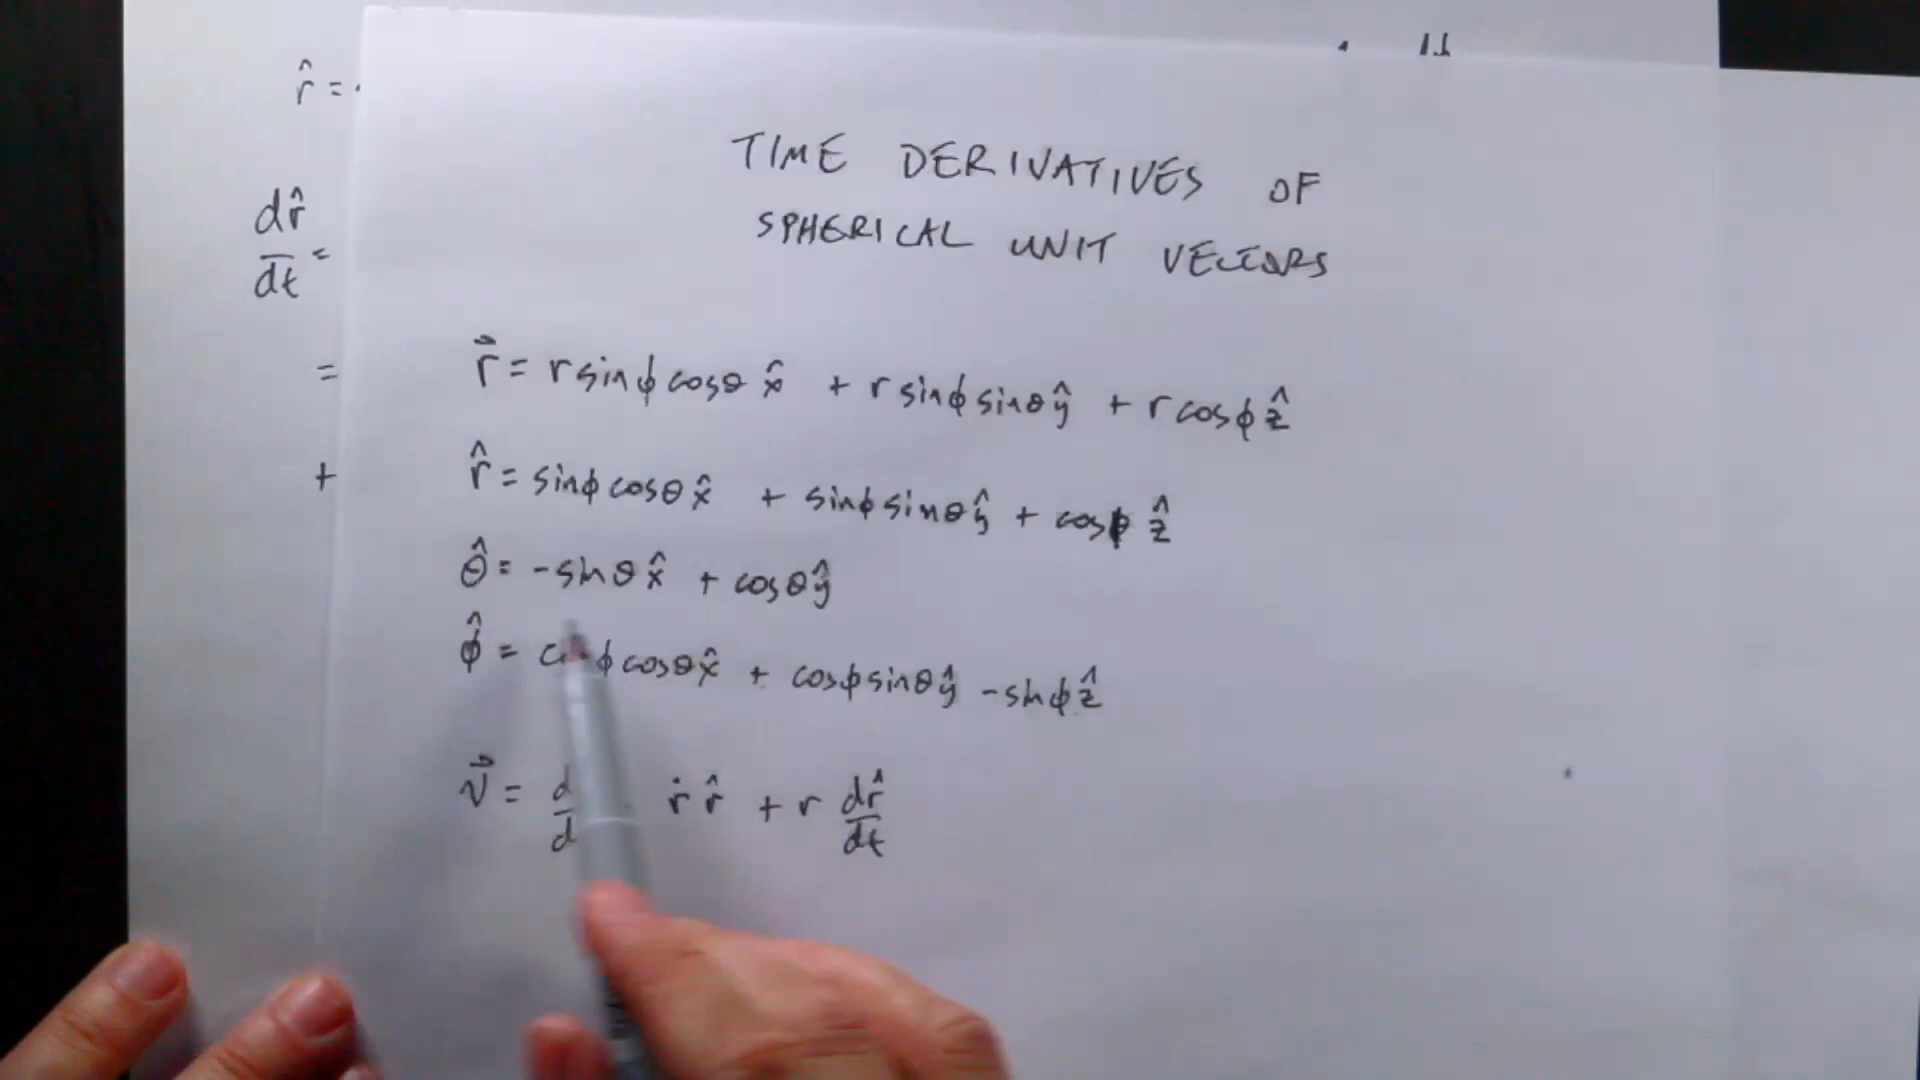 r̂ =
TIME DERIVATIVES OF
SPHERICAL UNIT VECTORS
dr̂/dt =
=
r⃗ = r sinϕ cosθ x̂ + r sinϕ sinθ ŷ + r cosϕ ẑ
+
r̂ = sinϕ cosθ x̂ + sinϕ sinθ ŷ + cosϕ ẑ
θ̂ = -sinθ x̂ + cosθ ŷ
ϕ̂ = cosϕ cosθ x̂ + cosϕ sinθ ŷ - sinϕ ẑ
v⃗ = d/d ṙ r̂ + r dr̂/dt